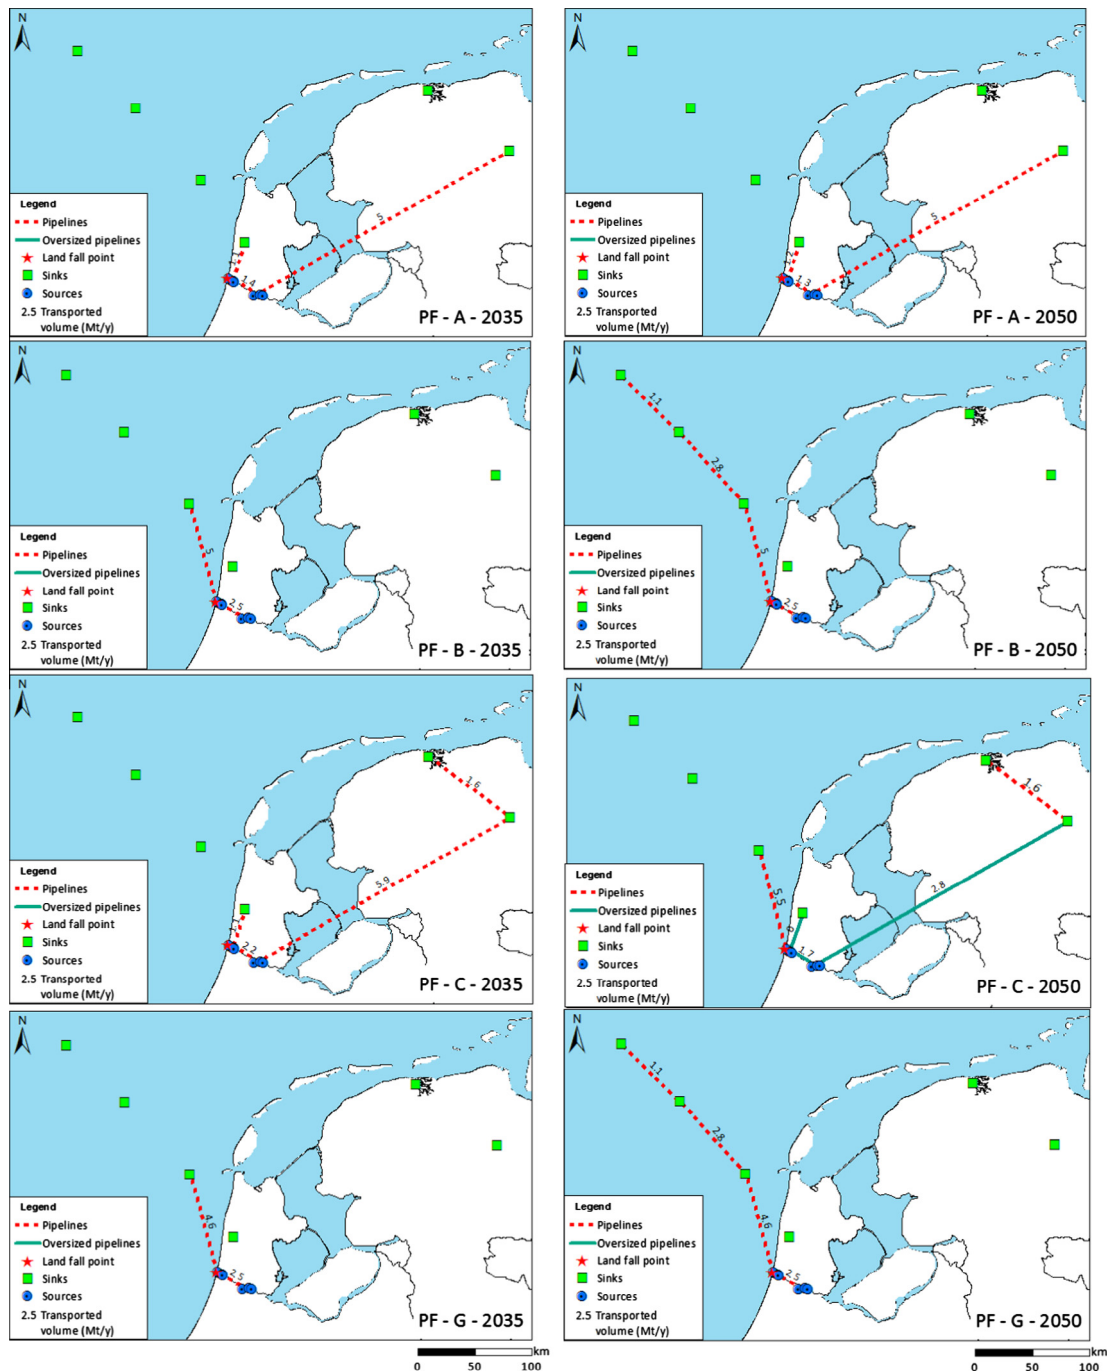 N
5
1.4
Legend
Pipelines
Oversized pipelines
Land fall point
Sinks
Sources
2.5 Transported
volume (Mt/y)
PF - A - 2035
N
5
1.3
Legend
Pipelines
Oversized pipelines
Land fall point
Sinks
Sources
2.5 Transported
volume (Mt/y)
PF - A - 2050
N
5
2.5
Legend
Pipelines
Oversized pipelines
Land fall point
Sinks
Sources
2.5 Transported
volume (Mt/y)
PF - B - 2035
N
1.1
2.8
5
2.5
Legend
Pipelines
Oversized pipelines
Land fall point
Sinks
Sources
2.5 Transported
volume (Mt/y)
PF - B - 2050
N
1.6
5.9
2.2
Legend
Pipelines
Oversized pipelines
Land fall point
Sinks
Sources
2.5 Transported
volume (Mt/y)
PF - C - 2035
N
1.6
5.5
2.8
0
1.7
Legend
Pipelines
Oversized pipelines
Land fall point
Sinks
Sources
2.5 Transported
volume (Mt/y)
PF - C - 2050
N
4.6
2.5
Legend
Pipelines
Oversized pipelines
Land fall point
Sinks
Sources
2.5 Transported
volume (Mt/y)
PF - G - 2035
N
1.1
2.8
4.6
2.5
Legend
Pipelines
Oversized pipelines
Land fall point
Sinks
Sources
2.5 Transported
volume (Mt/y)
PF - G - 2050
km
0 50 100
km
0 50 100